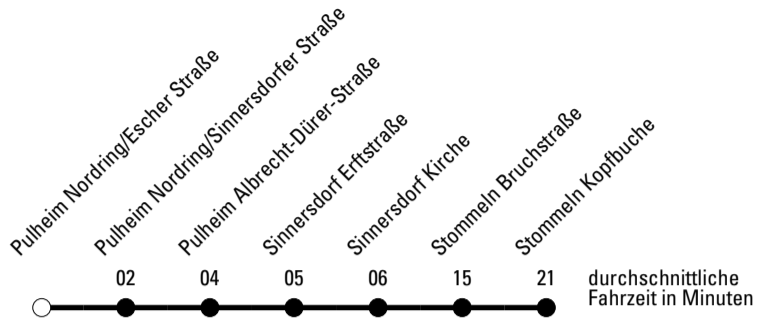 Pulheim Nordring/Escher Straße
Pulheim Nordring/Sinnersdorfer Straße
Pulheim Albrecht-Dürer-Straße
Sinnersdorf Erftstraße
Sinnersdorf Kirche
Stommeln Bruchstraße
Stommeln Kopfbuche
02 04 05 06 15 21
durchschnittliche
Fahrzeit in Minuten